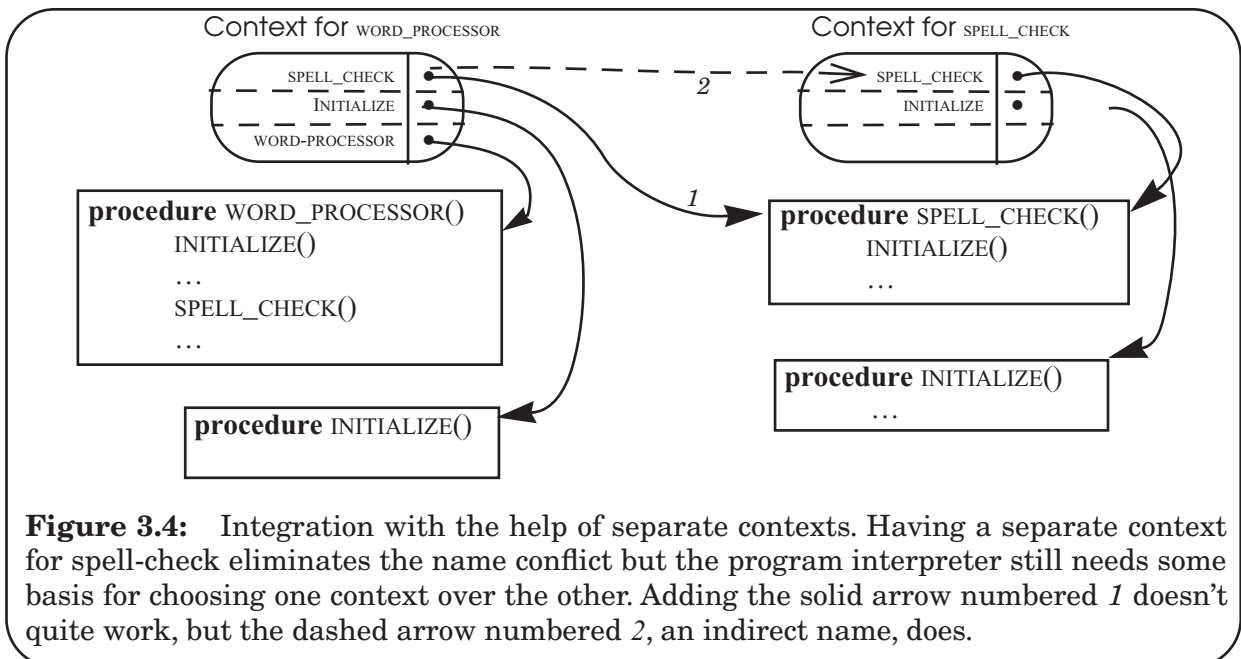 Context for WORD_PROCESSOR
SPELL_CHECK
INITIALIZE
WORD-PROCESSOR
Context for SPELL_CHECK
SPELL_CHECK
INITIALIZE
2
1
procedure WORD_PROCESSOR()
INITIALIZE()
…
SPELL_CHECK()
…
procedure INITIALIZE()
procedure SPELL_CHECK()
INITIALIZE()
…
procedure INITIALIZE()
…
Figure 3.4: Integration with the help of separate contexts. Having a separate context
for spell-check eliminates the name conflict but the program interpreter still needs some
basis for choosing one context over the other. Adding the solid arrow numbered 1 doesn't
quite work, but the dashed arrow numbered 2, an indirect name, does.